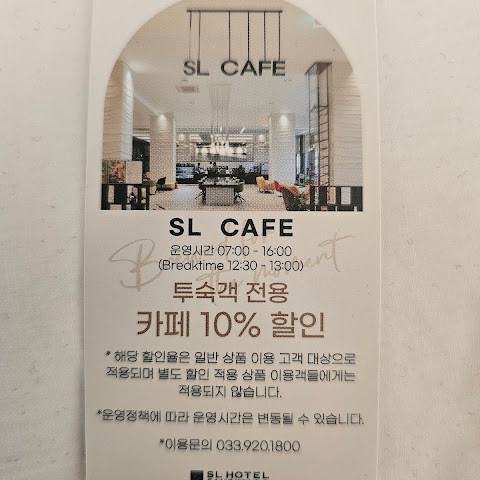 SL CAFE
SL CAFE
운영시간 07:00 - 16:00
(Breaktime 12:30 - 13:00)
투숙객 전용
카페 10% 할인
* 해당 할인율은 일반 상품 이용 고객 대상으로
적용되며 별도 할인 적용 상품 이용객들에게는
적용되지 않습니다.
*운영정책에 따라 운영시간은 변동될 수 있습니다.
*이용문의 033.920.1800
SL HOTEL